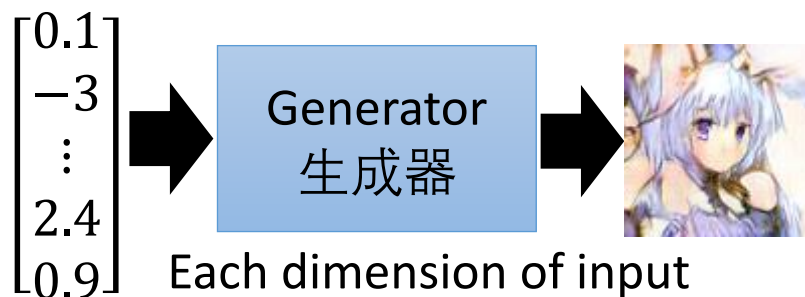 0.1
−3
⋮
2.4
0.9
Generator
生成器
Each dimension of input